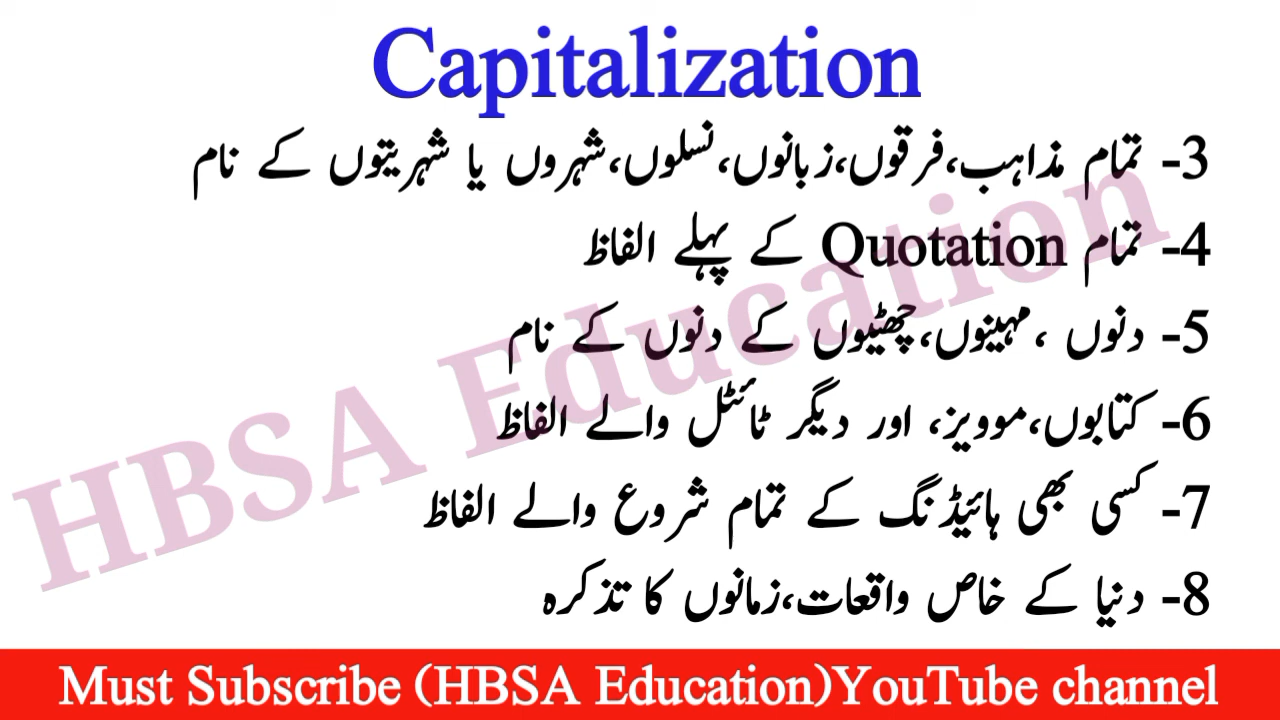 Capitalization
3- تمام مذاہب،فرقوں،زبانوں،نسلوں،شہروں یا شہریتوں کے نام
4- تمام Quotation کے پہلے الفاظ
5- دنوں ، مہینوں،چھٹیوں کے دنوں کے نام
6- کتابوں،موویز، اور دیگر ٹائٹل والے الفاظ
7- کسی بھی ہائیڈنگ کے تمام شروع والے الفاظ
8- دنیا کے خاص واقعات،زمانوں کا تذکرہ
HBSA Education
Must Subscribe (HBSA Education)YouTube channel